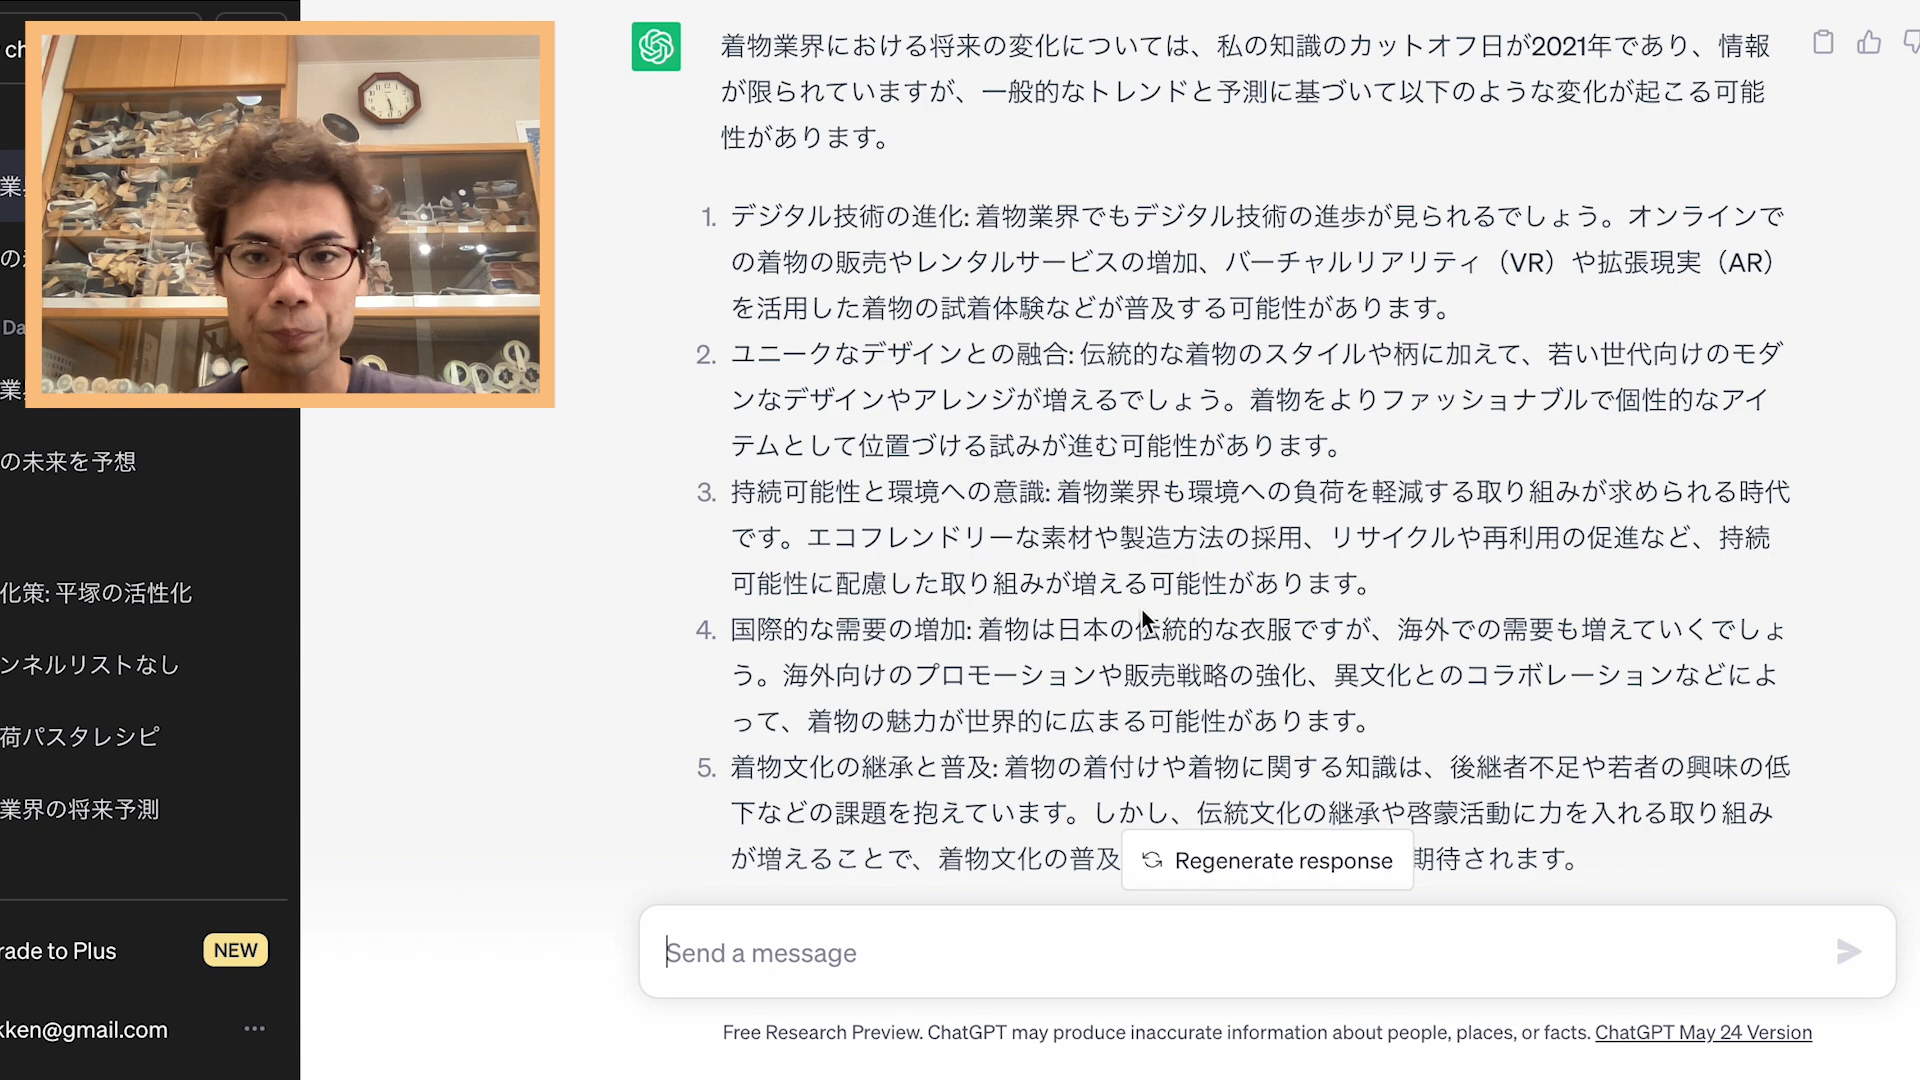 ch
業
の
Da
業
の未来を予想
化策: 平塚の活性化
ンネルリストなし
荷パスタレシピ
業界の将来予測
rade to Plus
NEW
kken@gmail.com
着物業界における将来の変化については、私の知識のカットオフ日が2021年であり、情報
が限られていますが、一般的なトレンドと予測に基づいて以下のような変化が起こる可能
性があります。
1. デジタル技術の進化: 着物業界でもデジタル技術の進歩が見られるでしょう。オンラインで
の着物の販売やレンタルサービスの増加、バーチャルリアリティ（VR）や拡張現実（AR）
を活用した着物の試着体験などが普及する可能性があります。
2. ユニークなデザインとの融合: 伝統的な着物のスタイルや柄に加えて、若い世代向けのモダ
ンなデザインやアレンジが増えるでしょう。着物をよりファッショナブルで個性的なアイ
テムとして位置づける試みが進む可能性があります。
3. 持続可能性と環境への意識: 着物業界も環境への負荷を軽減する取り組みが求められる時代
です。エコフレンドリーな素材や製造方法の採用、リサイクルや再利用の促進など、持続
可能性に配慮した取り組みが増える可能性があります。
4. 国際的な需要の増加: 着物は日本の伝統的な衣服ですが、海外での需要も増えていくでしょ
う。海外向けのプロモーションや販売戦略の強化、異文化とのコラボレーションなどによ
って、着物の魅力が世界的に広まる可能性があります。
5. 着物文化の継承と普及: 着物の着付けや着物に関する知識は、後継者不足や若者の興味の低
下などの課題を抱えています。しかし、伝統文化の継承や啓蒙活動に力を入れる取り組み
が増えることで、着物文化の普及 期待されます。
Regenerate response
Send a message
Free Research Preview. ChatGPT may produce inaccurate information about people, places, or facts. ChatGPT May 24 Version